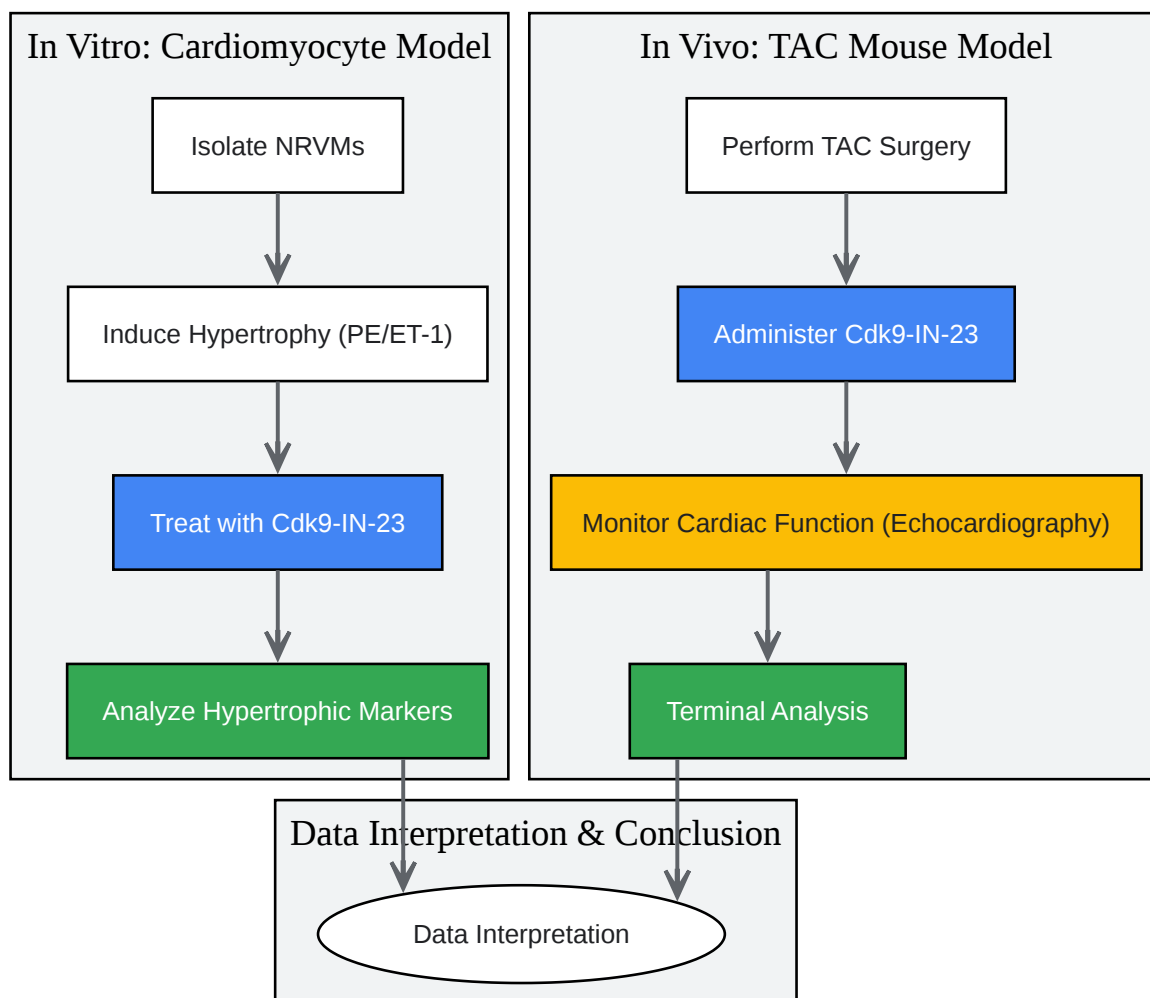 In Vitro: Cardiomyocyte Model
Isolate NRVMs
Induce Hypertrophy (PE/ET-1)
Treat with Cdk9-IN-23
Analyze Hypertrophic Markers
In Vivo: TAC Mouse Model
Perform TAC Surgery
Administer Cdk9-IN-23
Monitor Cardiac Function (Echocardiography)
Terminal Analysis
Data Interpretation & Conclusion
Data Interpretation